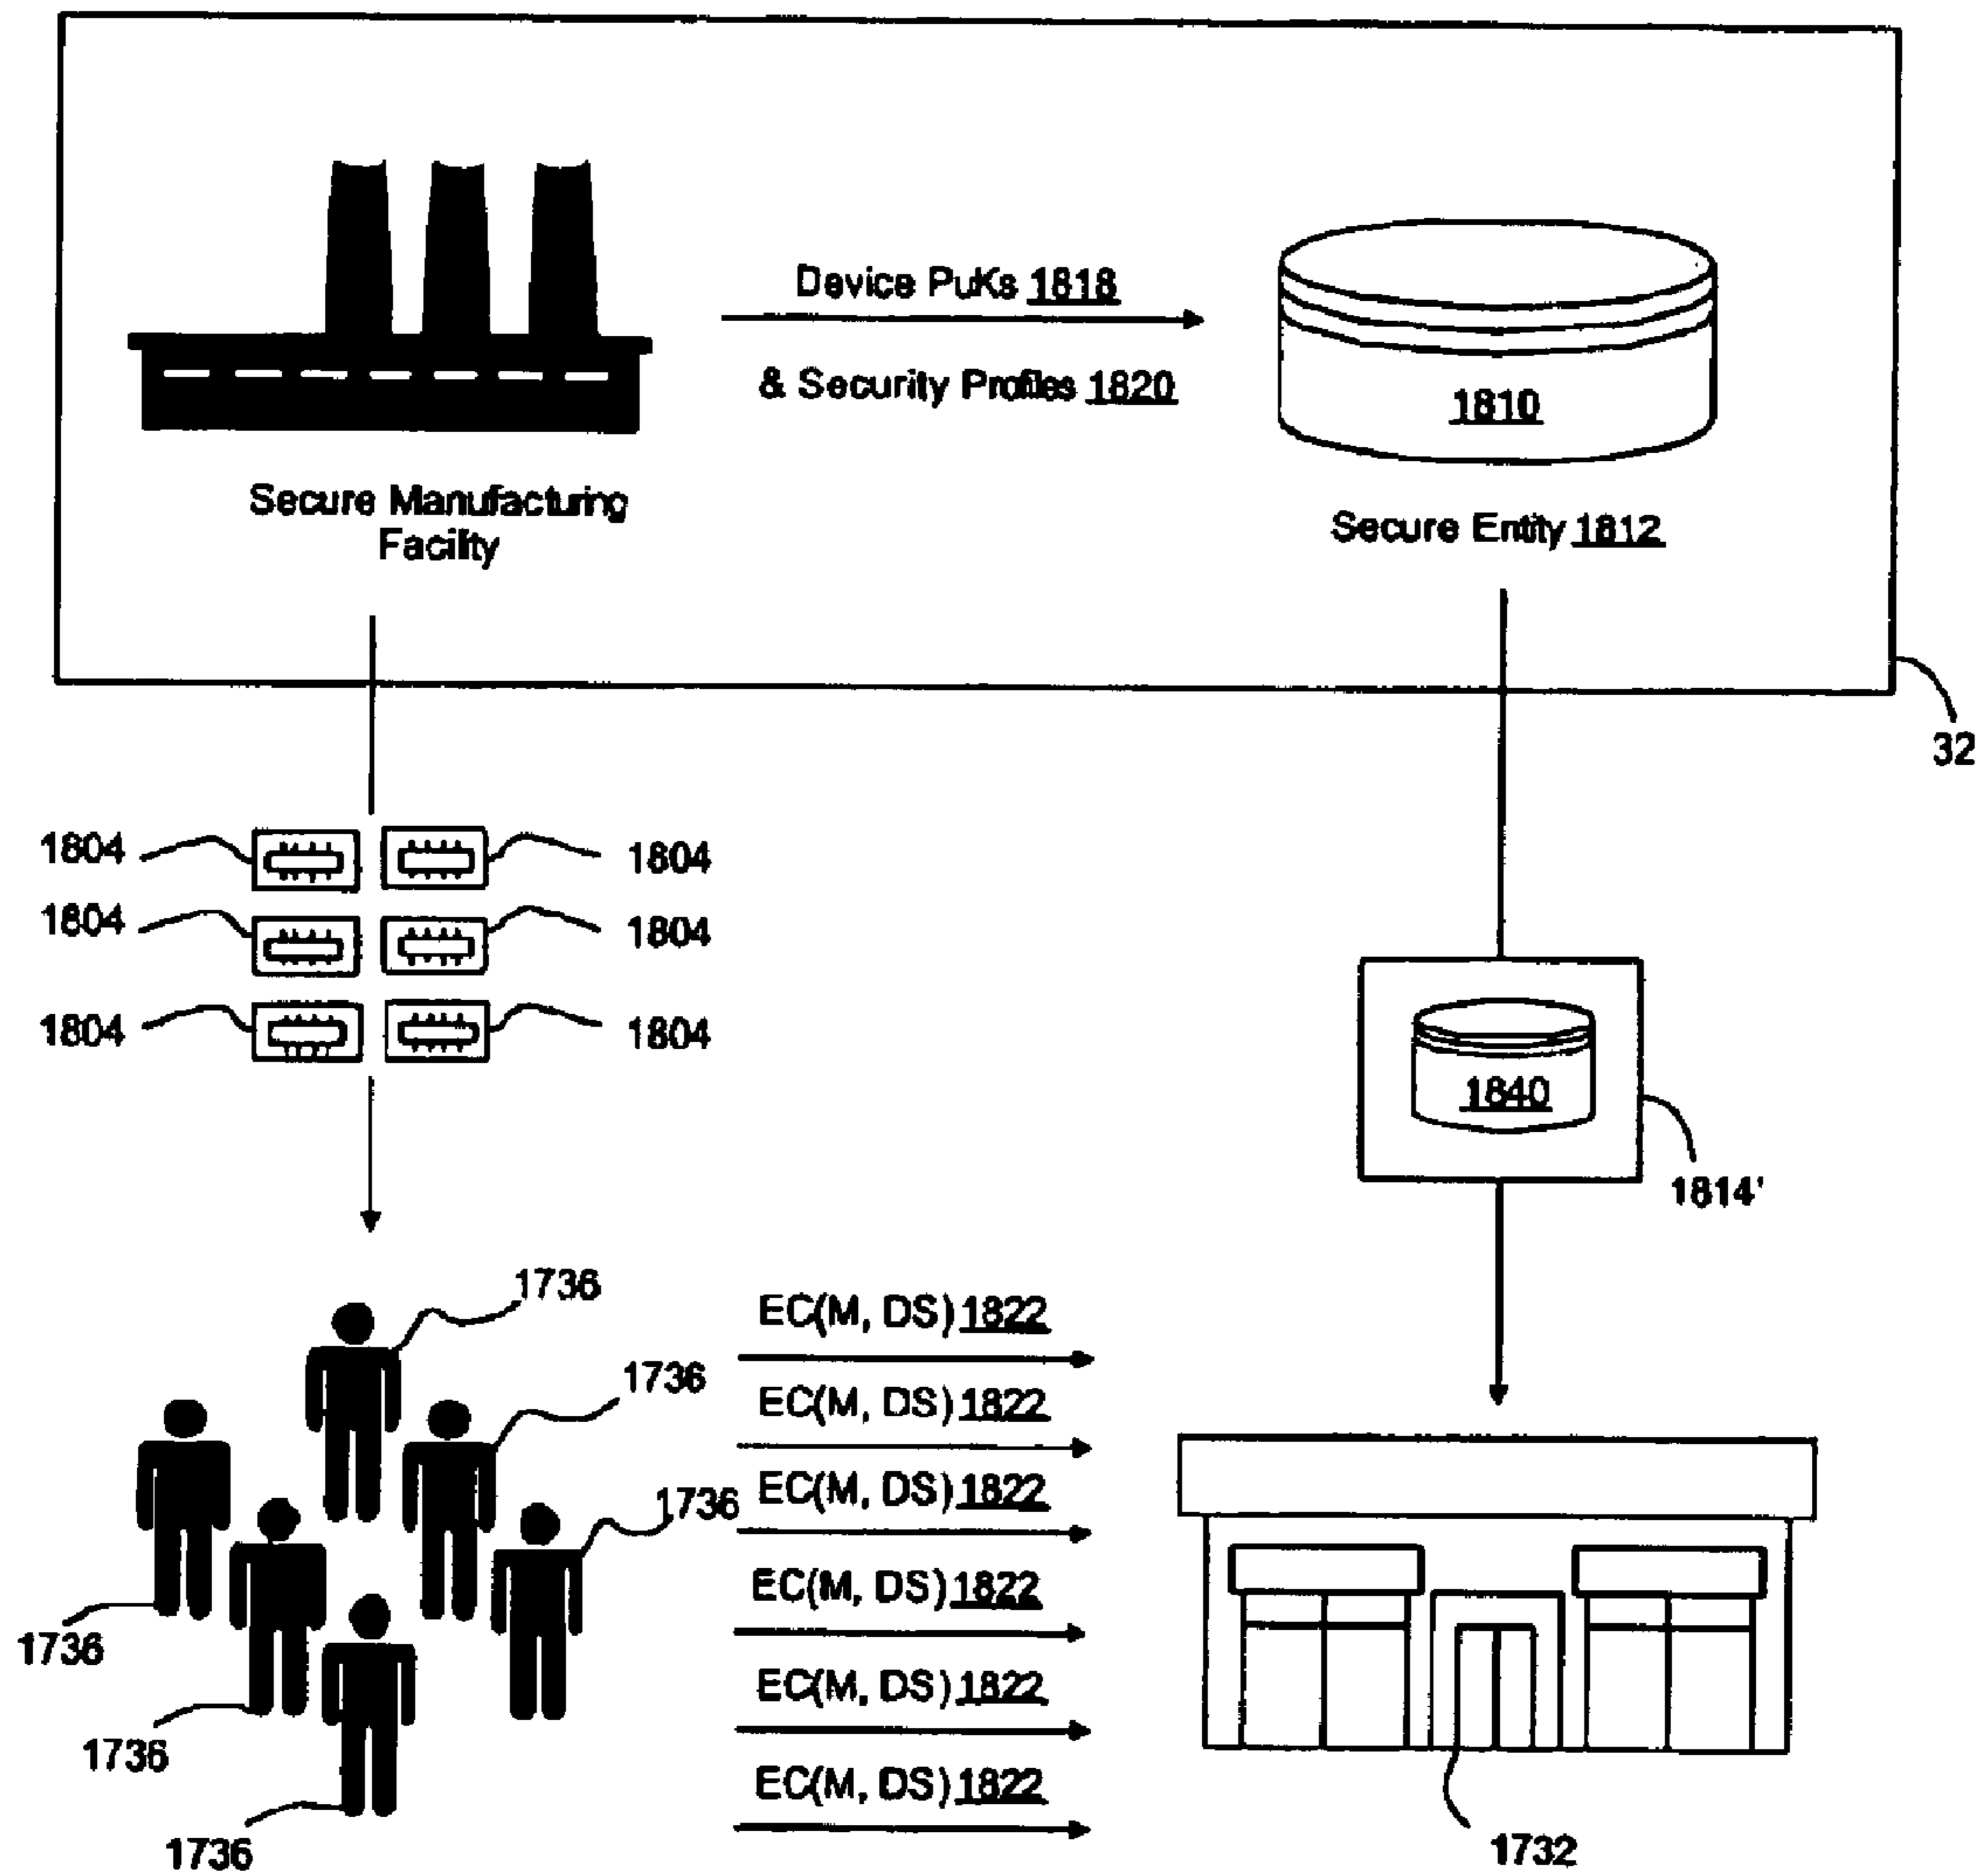 Device PuKs 1818
& Security Profiles 1820
1810
Secure Manufacturing
Facility
Secure Entity 1812
32
1804
1804
1804
1804
1804
1804
1840
1814'
1736
1736
1736
1736
1736
1736
EC(M, DS) 1822
EC(M, DS) 1822
EC(M, DS) 1822
EC(M, DS) 1822
EC(M, DS) 1822
EC(M, DS) 1822
1732